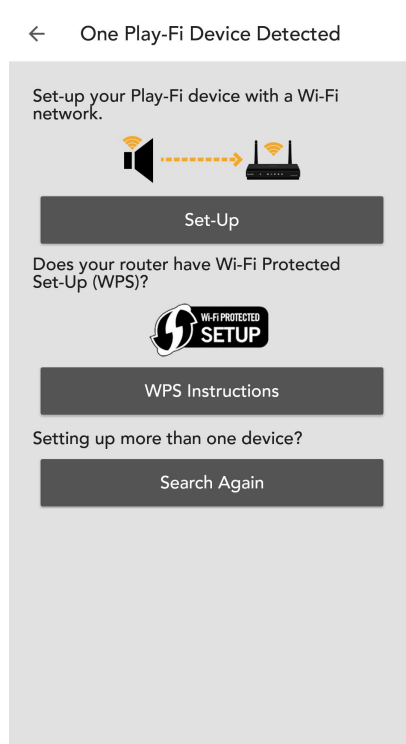 One Play-Fi Device Detected
Set-up your Play-Fi device with a Wi-Fi
network.
Set-Up
Does your router have Wi-Fi Protected
Set-Up (WPS)?
Wi-Fi PROTECTED
SETUP
WPS Instructions
Setting up more than one device?
Search Again